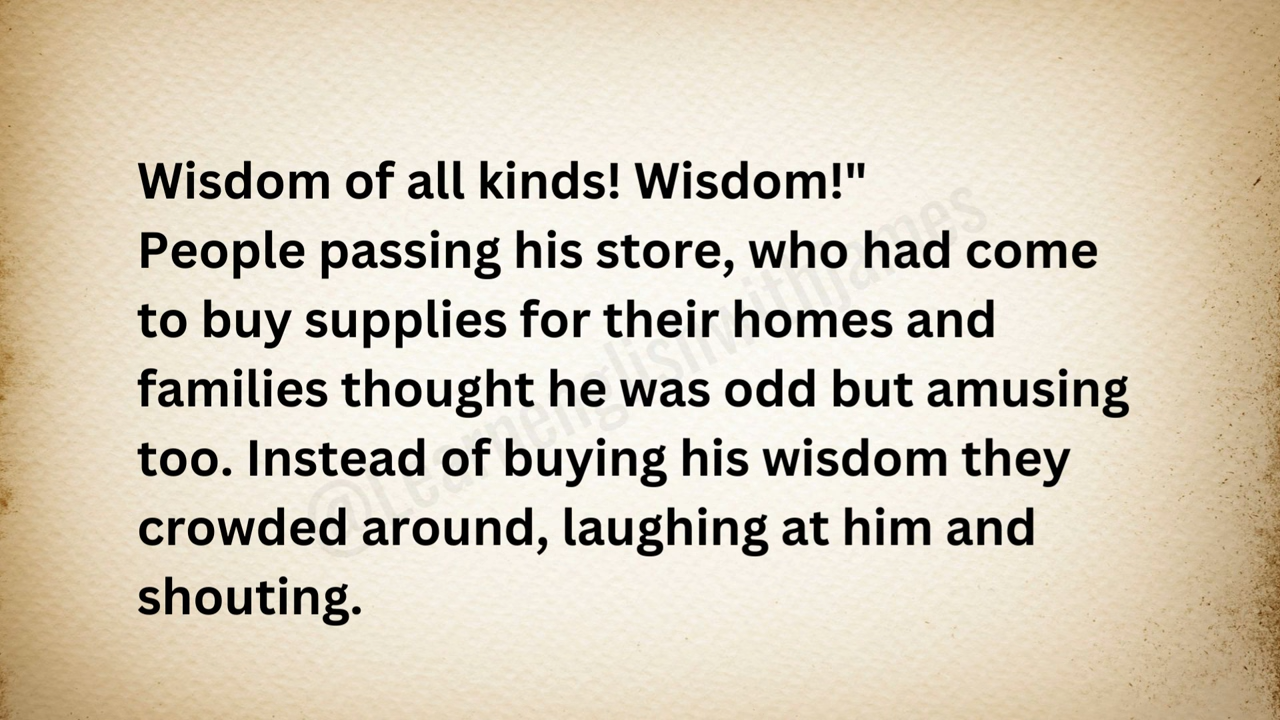 Wisdom of all kinds! Wisdom!"
People passing his store, who had come
to buy supplies for their homes and
families thought he was odd but amusing
too. Instead of buying his wisdom they
crowded around, laughing at him and
shouting.
@Learnenglishwithjames